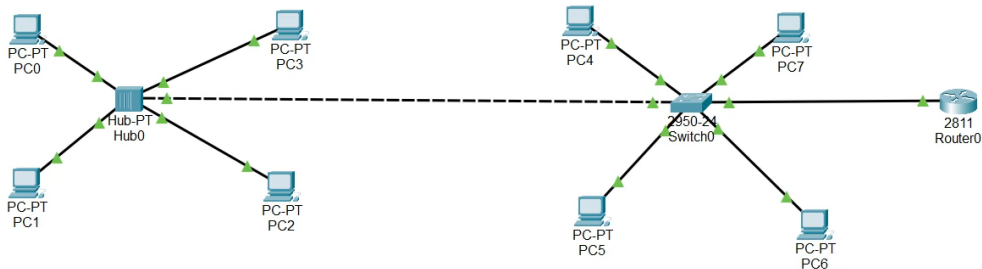 PC-PT
PC0
PC-PT
PC3
PC-PT
PC4
PC-PT
PC7
Hub-PT
Hub0
2950-24
Switch0
2811
Router0
PC-PT
PC1
PC-PT
PC2
PC-PT
PC5
PC-PT
PC6